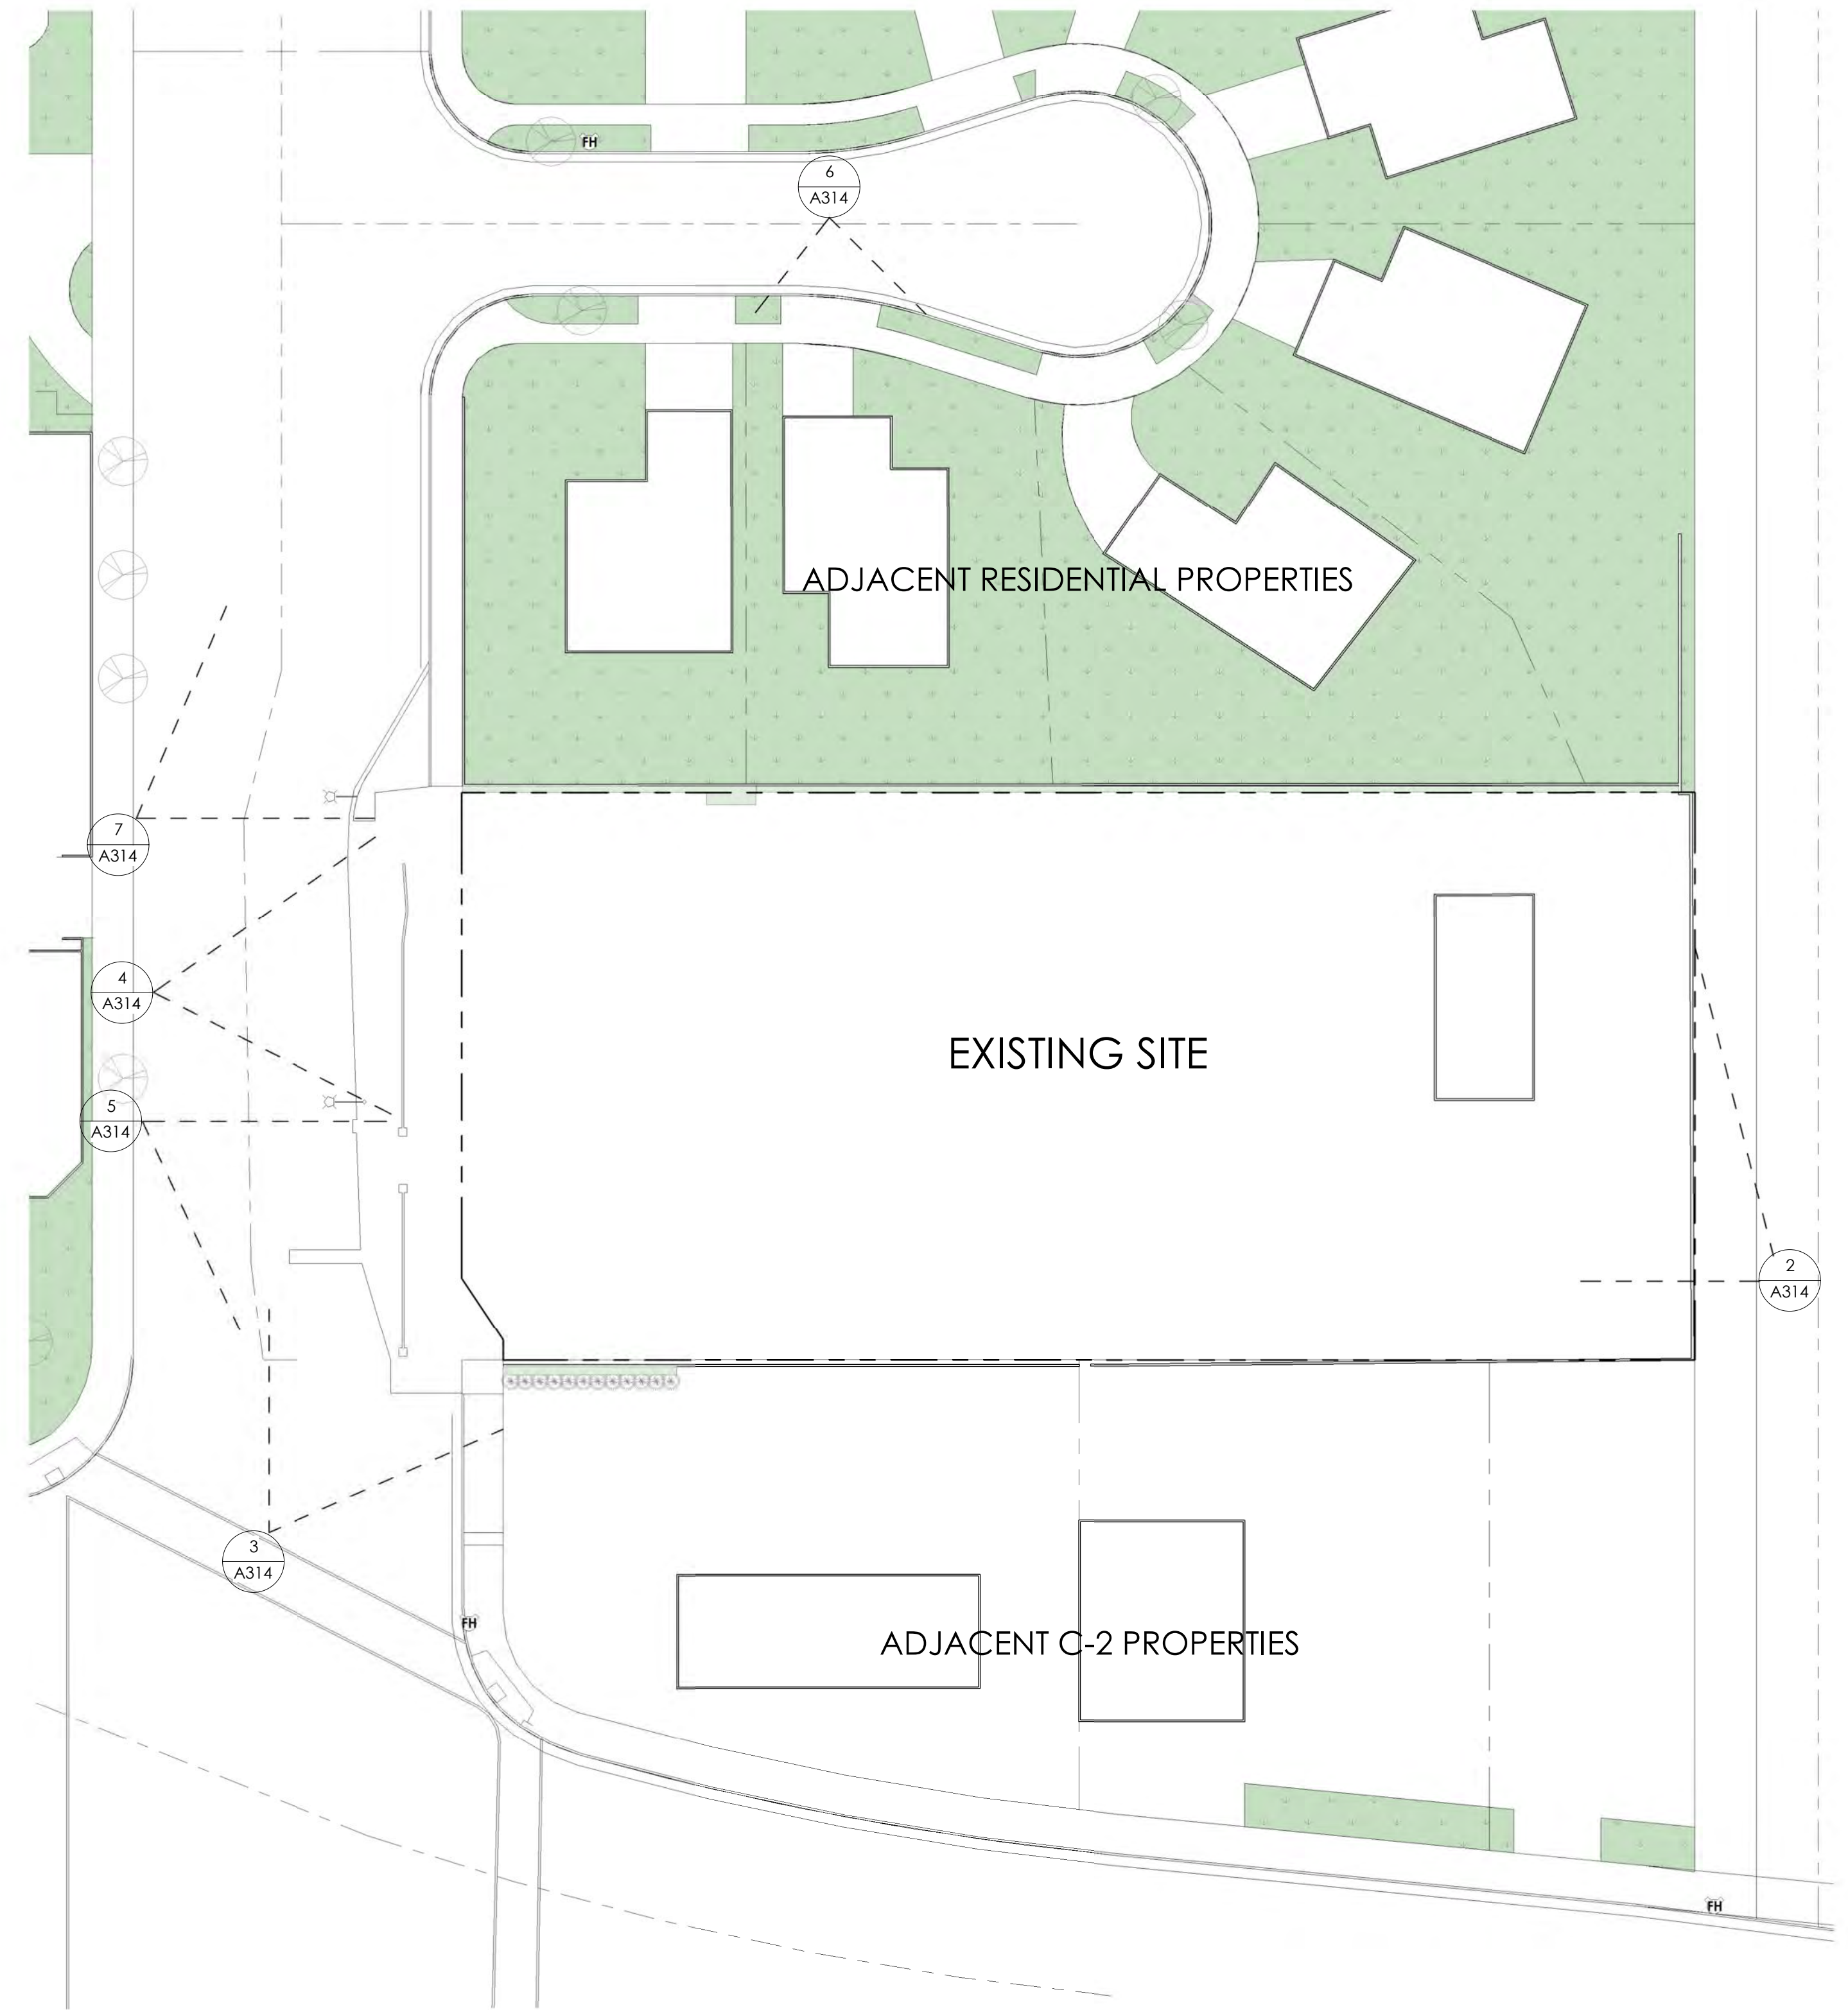 FH
6
A314
ADJACENT RESIDENTIAL PROPERTIES
7
A314
4
A314
EXISTING SITE
5
A314
2
A314
3
A314
FH
ADJACENT C-2 PROPERTIES
FH